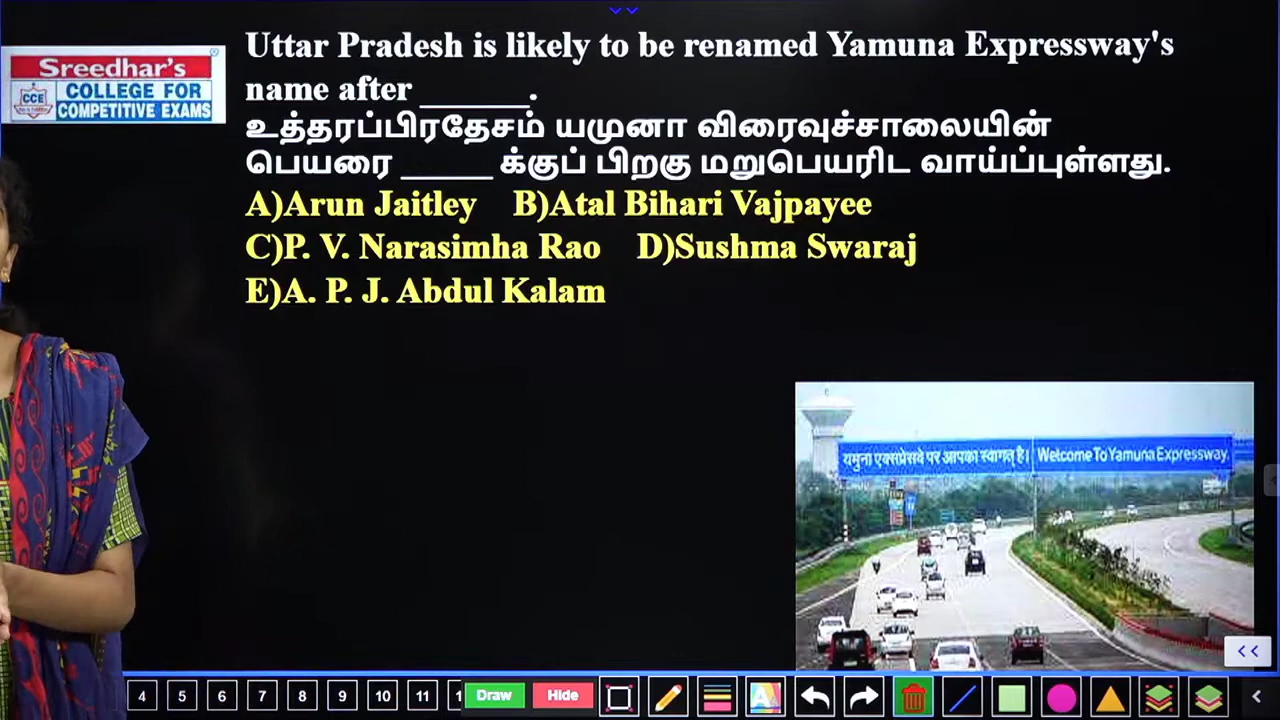 Uttar Pradesh is likely to be renamed Yamuna Expressway's
name after ______.
உத்தரப்பிரதேசம் யமுனா விரைவுச்சாலையின்
பெயரை _____ க்குப் பிறகு மறுபெயரிட வாய்ப்புள்ளது.
A)Arun Jaitley B)Atal Bihari Vajpayee
C)P. V. Narasimha Rao D)Sushma Swaraj
E)A. P. J. Abdul Kalam
Sreedhar's
CCE
COLLEGE FOR
COMPETITIVE EXAMS
यमुना एक्सप्रेसवे पर आपका स्वागत् है। Welcome To Yamuna Expressway.
4 5 6 7 8 9 10 11 Draw Hide